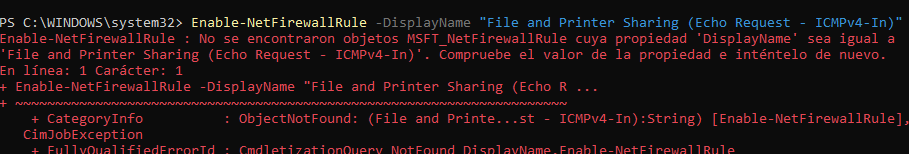 PS C:\WINDOWS\system32> Enable-NetFirewallRule -DisplayName "File and Printer Sharing (Echo Request - ICMPv4-In)"
Enable-NetFirewallRule : No se encontraron objetos MSFT_NetFirewallRule cuya propiedad 'DisplayName' sea igual a
'File and Printer Sharing (Echo Request - ICMPv4-In)'. Compruebe el valor de la propiedad e inténtelo de nuevo.
En línea: 1 Carácter: 1
+ Enable-NetFirewallRule -DisplayName "File and Printer Sharing (Echo R ...
+ ~~~~~~~~~~~~~~~~~~~~~~~~~~~~~~~~~~~~~~~~~~~~~~~~~~~~~~~~~~~~~~~~~~~~~
+ CategoryInfo : ObjectNotFound: (File and Printe...st - ICMPv4-In):String) [Enable-NetFirewallRule],
CimJobException
+ FullyQualifiedErrorId : CmdletizationQuery_NotFound_DisplayName,Enable-NetFirewallRule